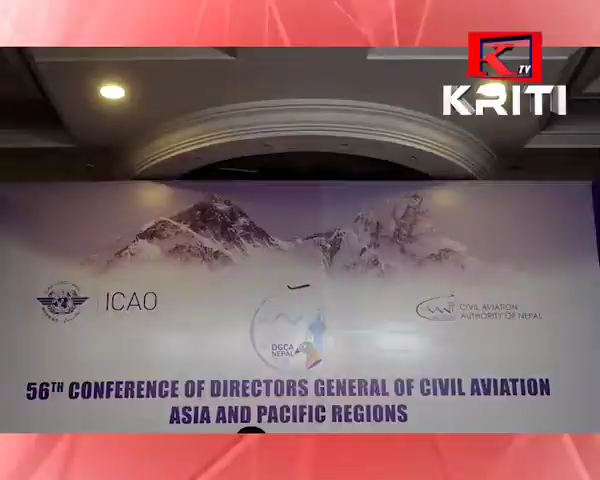 K TV
KRITI
ICAO
CIVIL AVIATION
AUTHORITY OF NEPAL
DGCA
NEPAL
56TH CONFERENCE OF DIRECTORS GENERAL OF CIVIL AVIATION
ASIA AND PACIFIC REGIONS